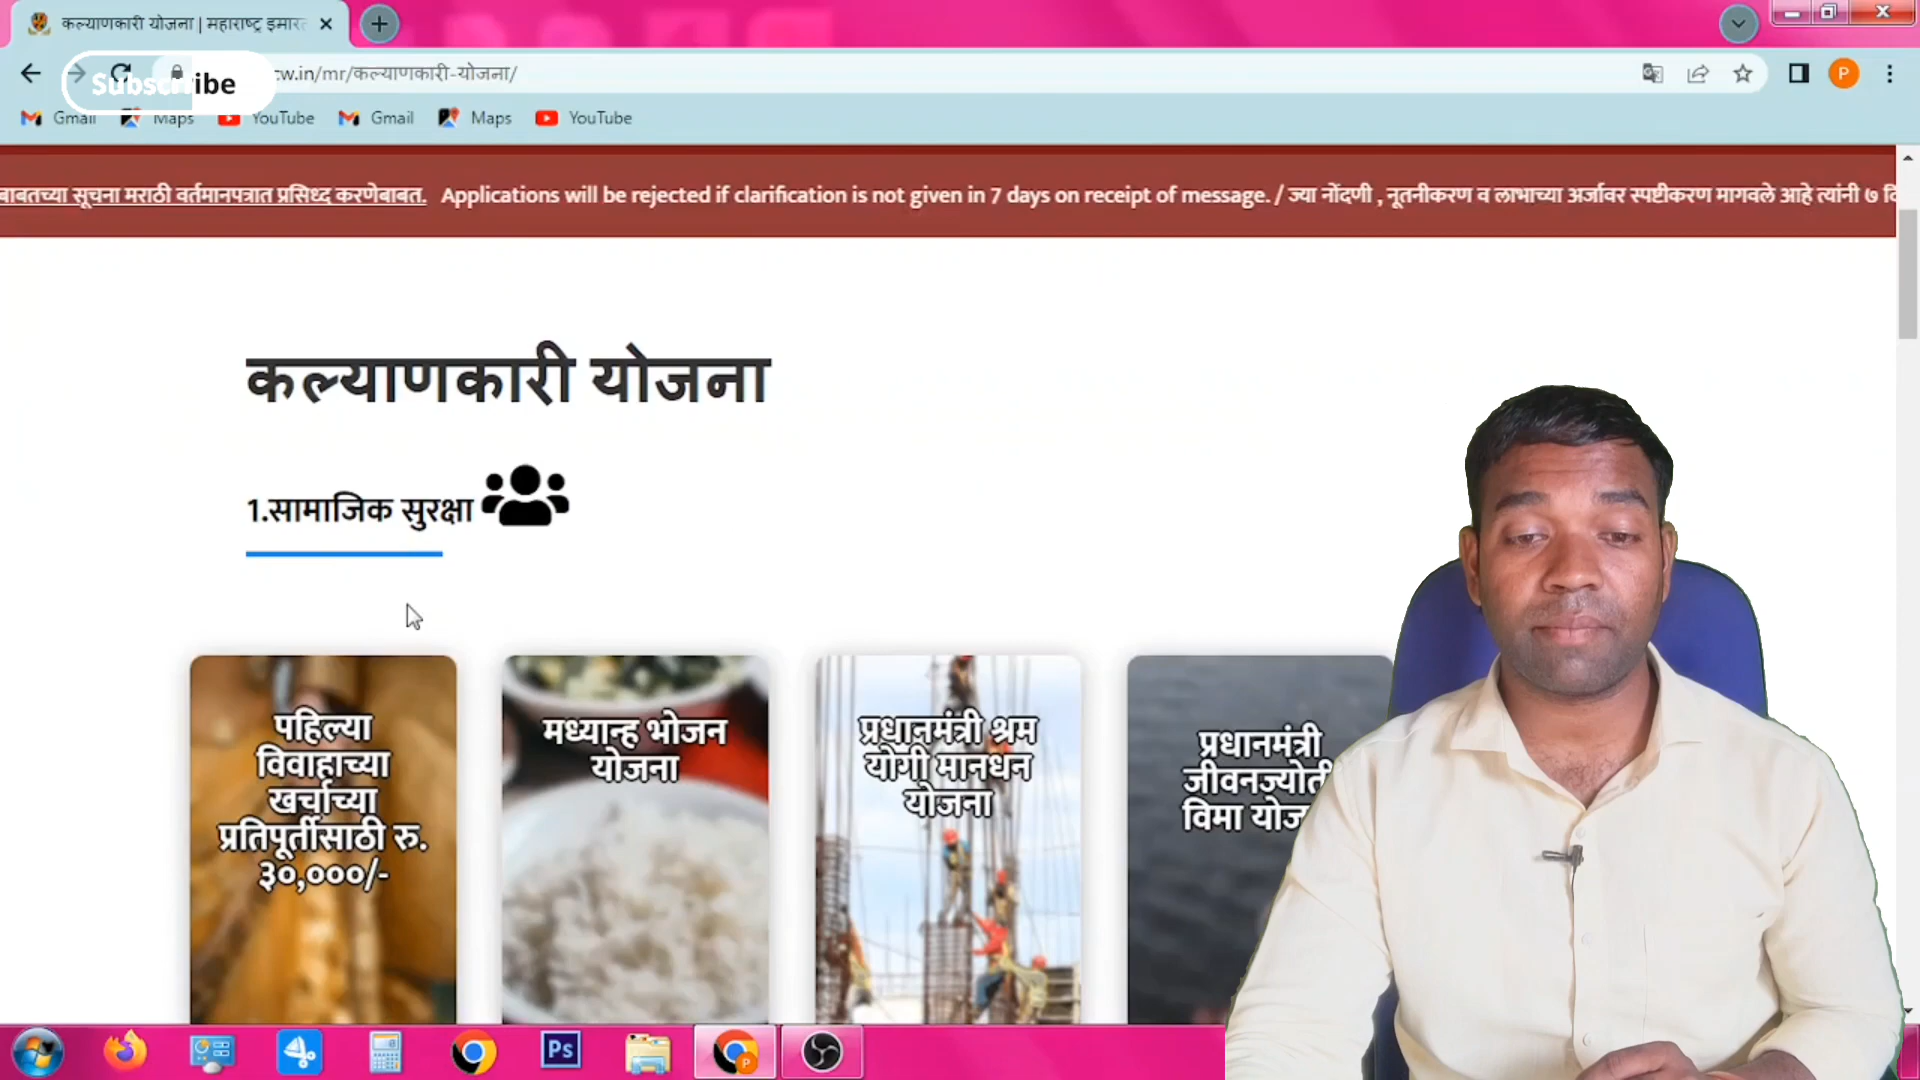 कल्याणकारी योजना | महाराष्ट्र इमारत
Subscribe
cw.in/mr/कल्याणकारी-योजना/
P
Gmail Maps YouTube Gmail Maps YouTube
बाबतच्या सूचना मराठी वर्तमानपत्रात प्रसिध्द करणेबाबत. Applications will be rejected if clarification is not given in 7 days on receipt of message. / ज्या नोंदणी , नूतनीकरण व लाभाच्या अर्जावर स्पष्टीकरण मागवले आहे त्यांनी ७
कल्याणकारी योजना
1.सामाजिक सुरक्षा
पहिल्या
विवाहाच्या
खर्चाच्या
प्रतिपूर्तीसाठी रु.
३०,०००/-
मध्यान्ह भोजन
योजना
प्रधानमंत्री श्रम
योगी मानधन
योजना
प्रधानमंत्री
जीवनज्योती
विमा
Ps
P